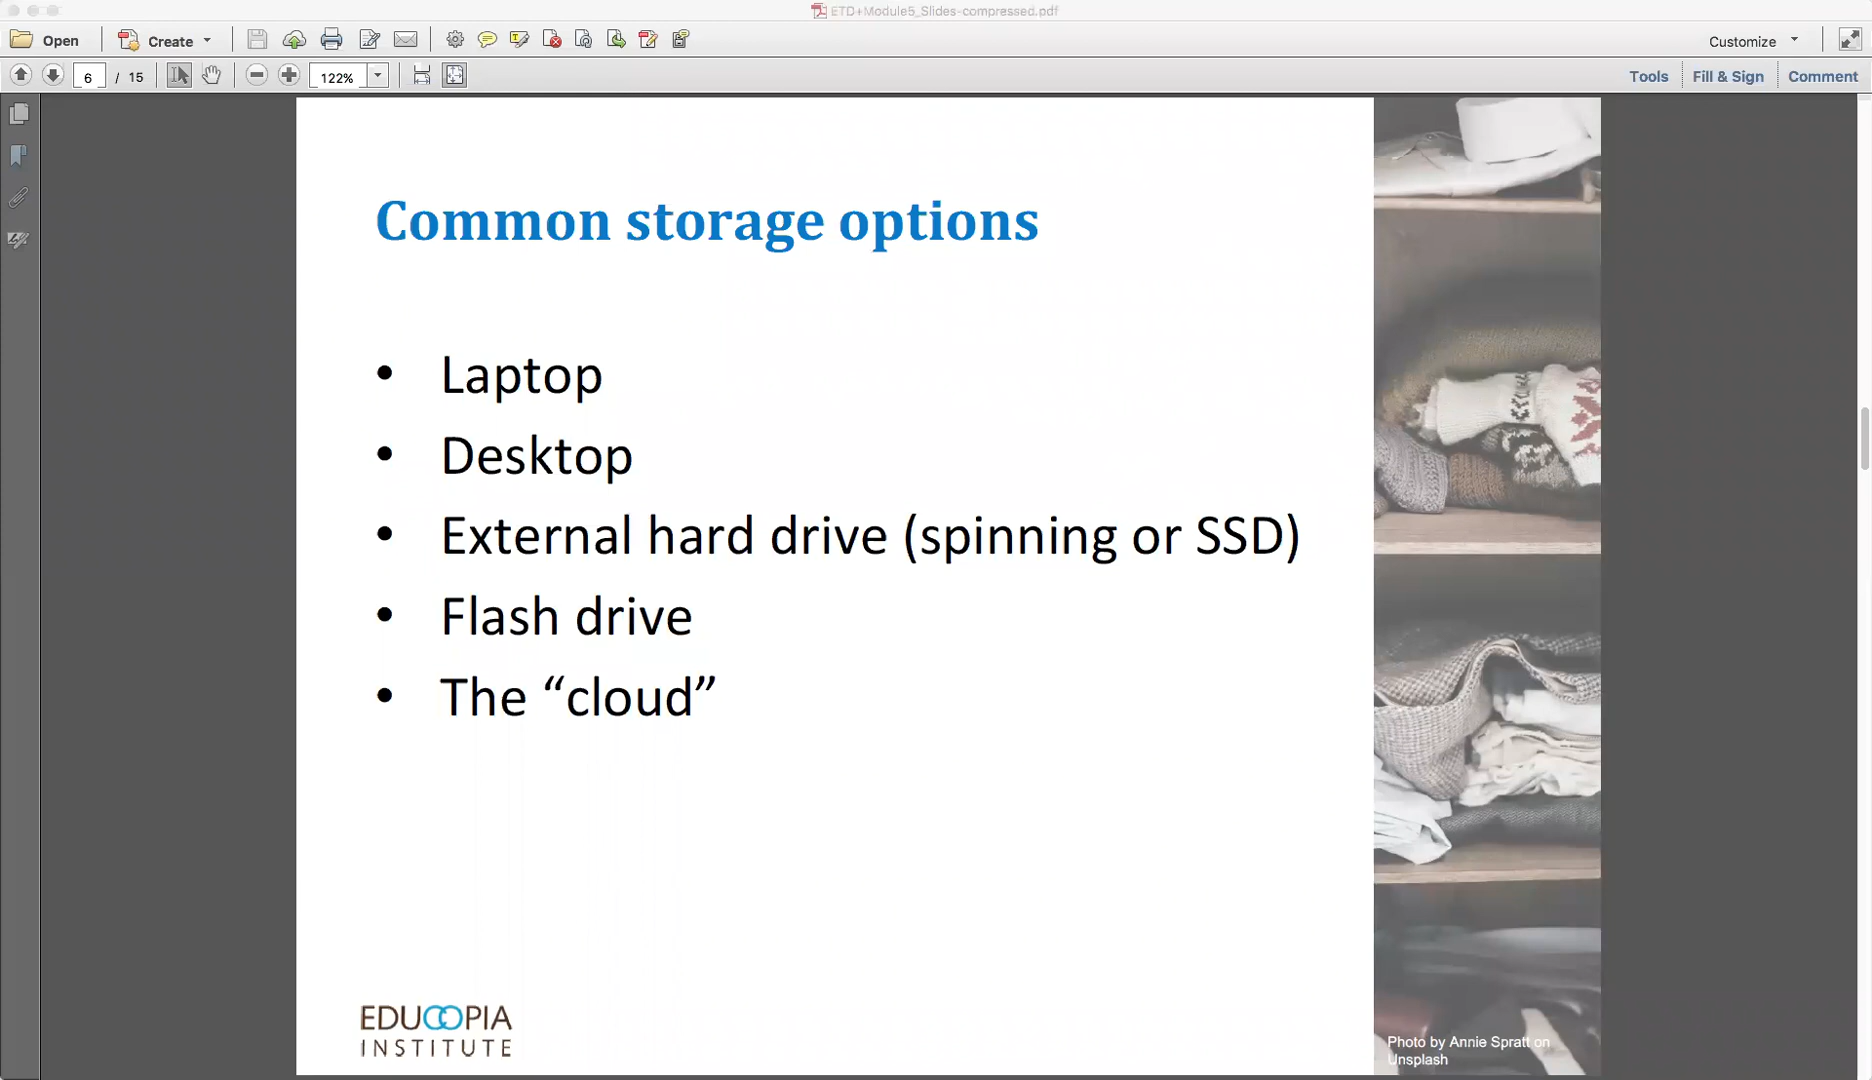 ETD+Module5_Slides-compressed.pdf
Open
Create
Customize
6 / 15
122%
Tools
Fill & Sign
Comment
Common storage options
• Laptop
• Desktop
• External hard drive (spinning or SSD)
• Flash drive
• The “cloud”
EDUCOPIA
INSTITUTE
Photo by Annie Spratt on
Unsplash